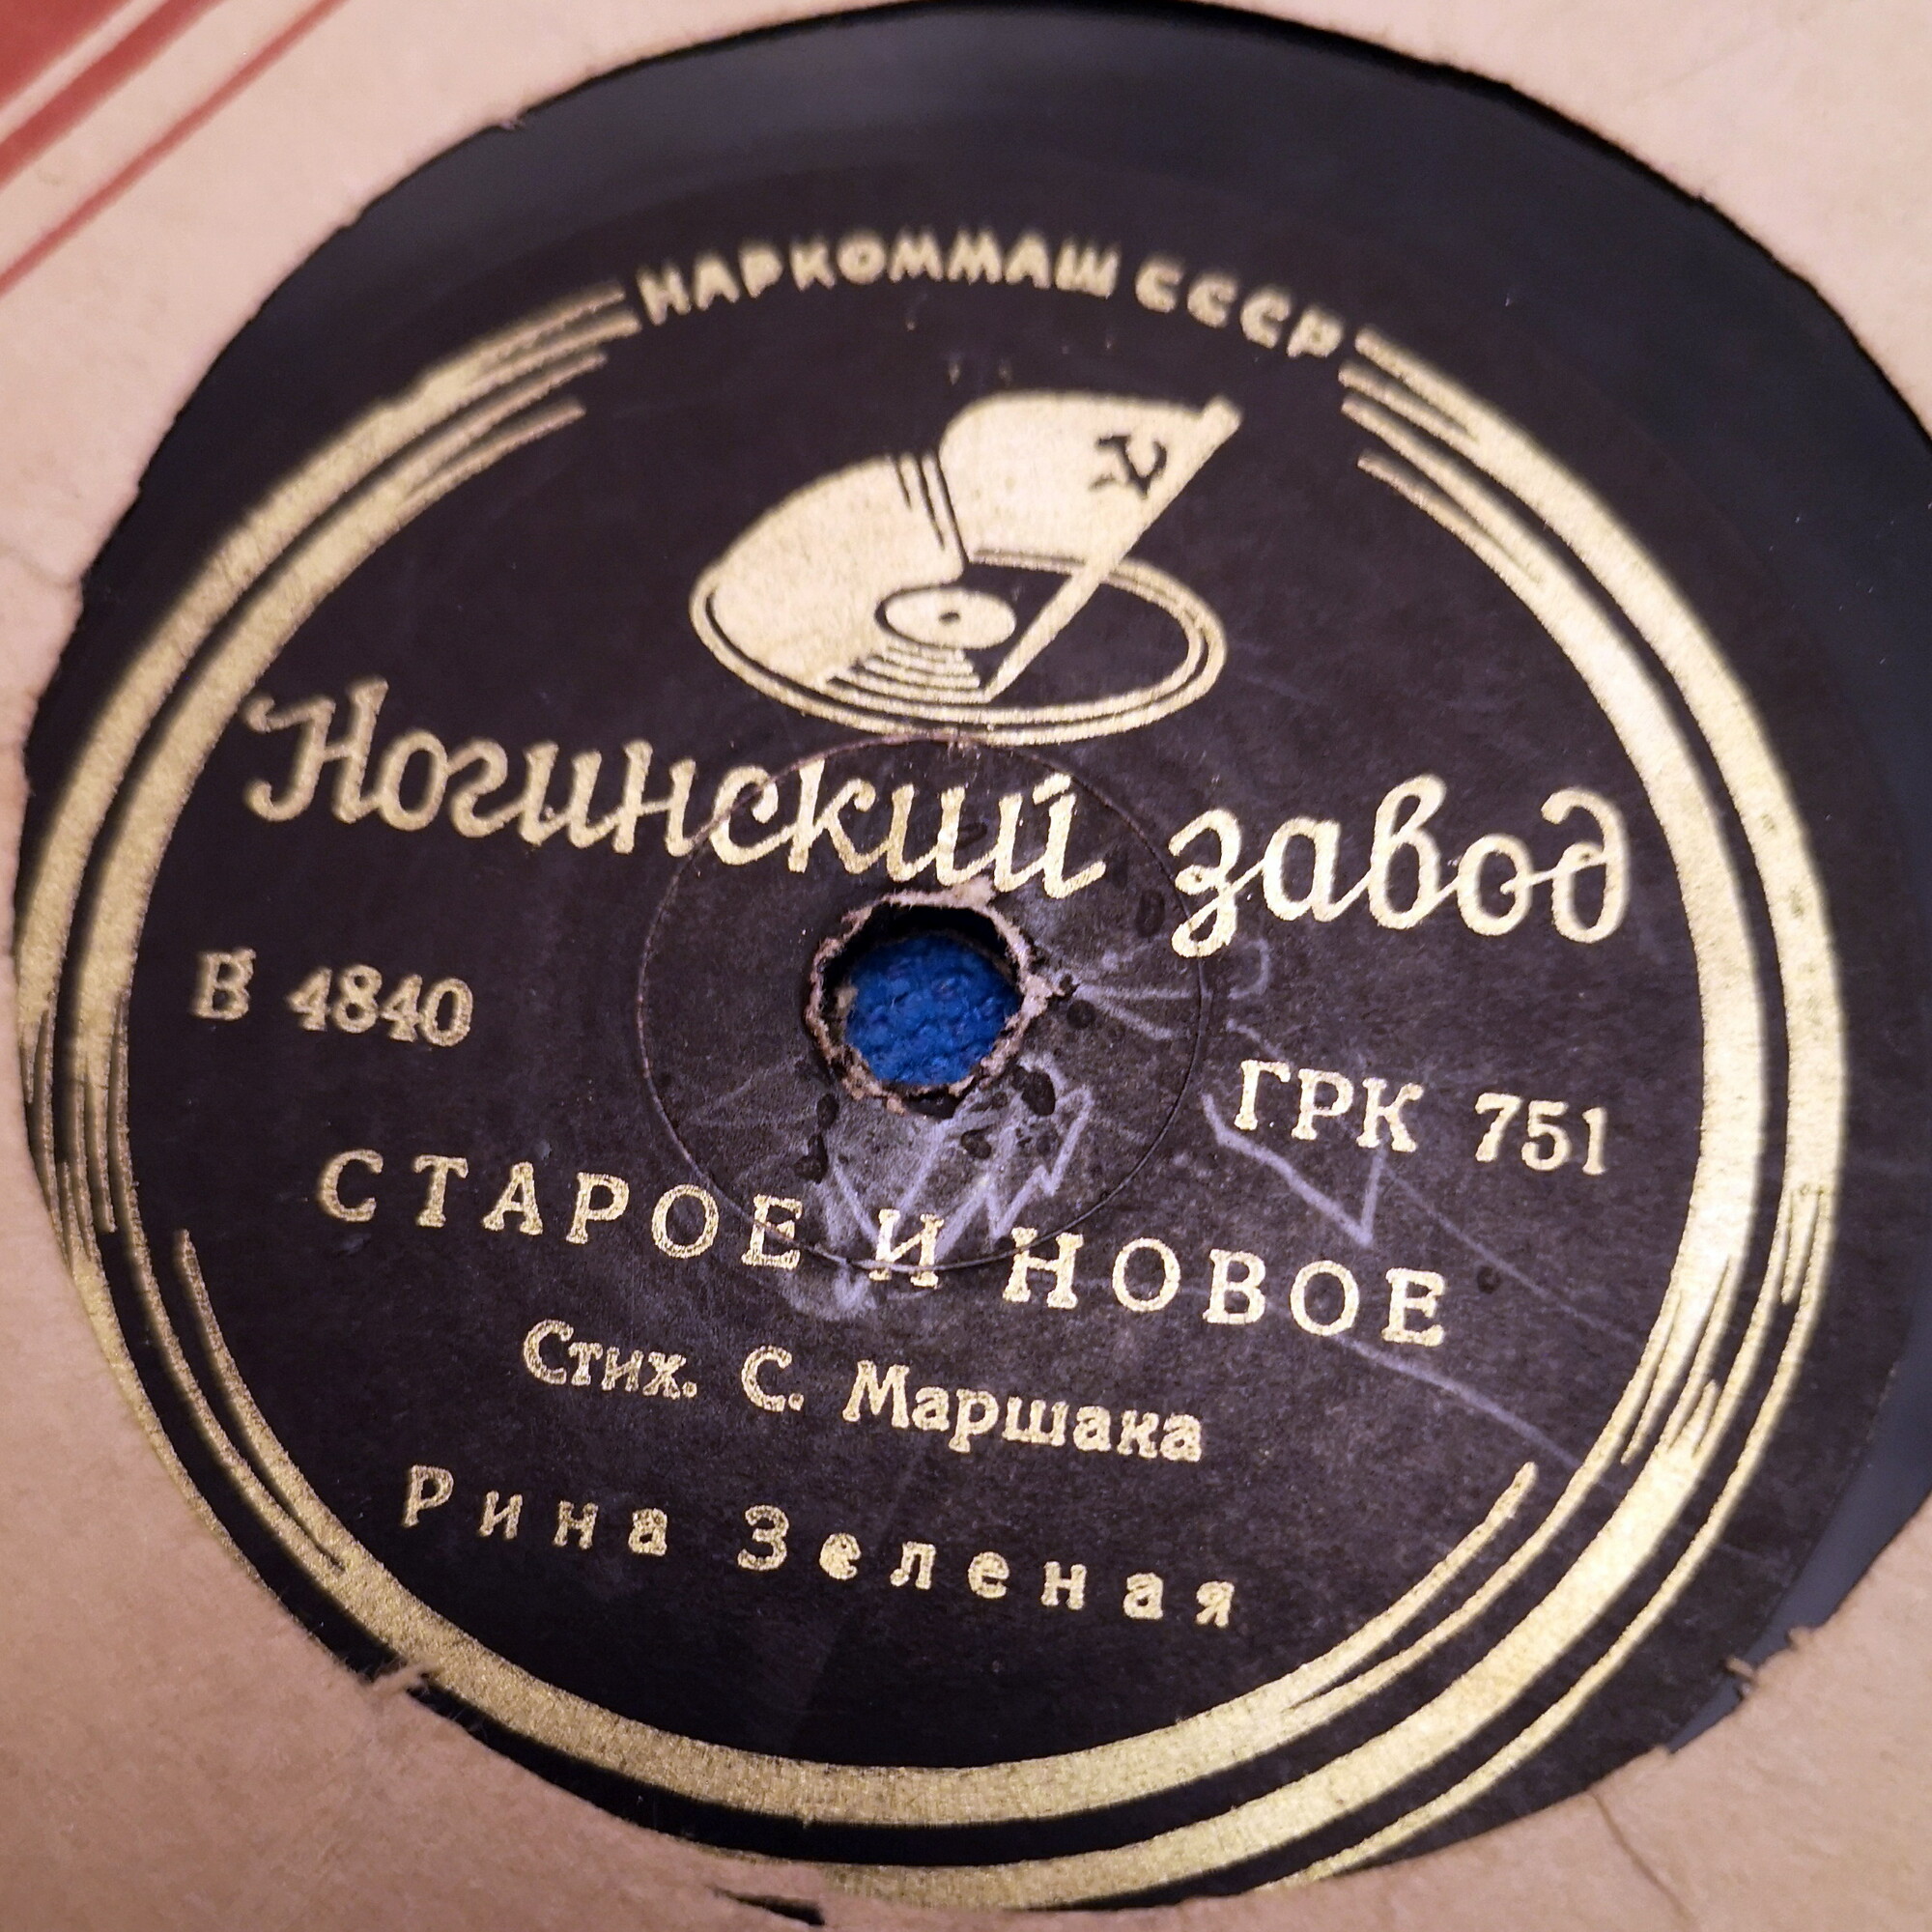 НАРКОММАШ СССР
Ногинский завод
В 4840
ГРК 751
СТАРОЕ И НОВОЕ
Стих. С. Маршака
Рина Зеленая